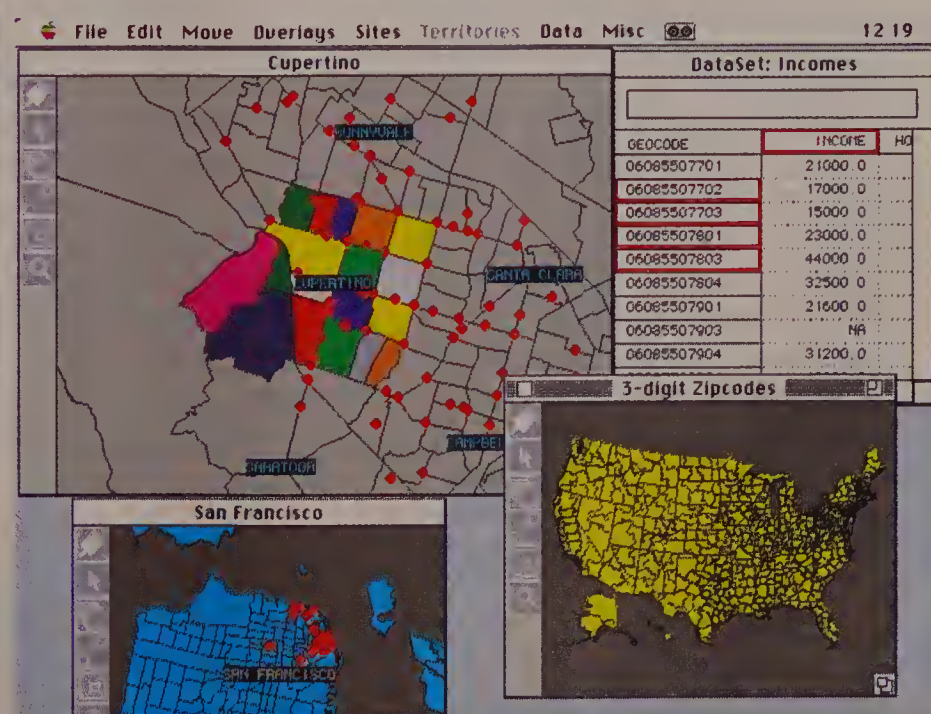 File Edit Move Overlays Sites Territories Data Misc 12 19
Cupertino
SUNNYVALE
CUPERTINO
SANTA CLARA
SARATOGA
DataSet: Incomes
GEOCODE INCOME HO
06085507701 21000.0
06085507702 17000.0
06085507703 15000 0
06085507801 23000.0
06085507803 44000 0
06085507804 32500 0
06085507901 21600 0
06085507903 NA
06085507904 31200.0
3-digit Zipcodes
CAMPBEL
San Francisco
SAN FRANCISCO